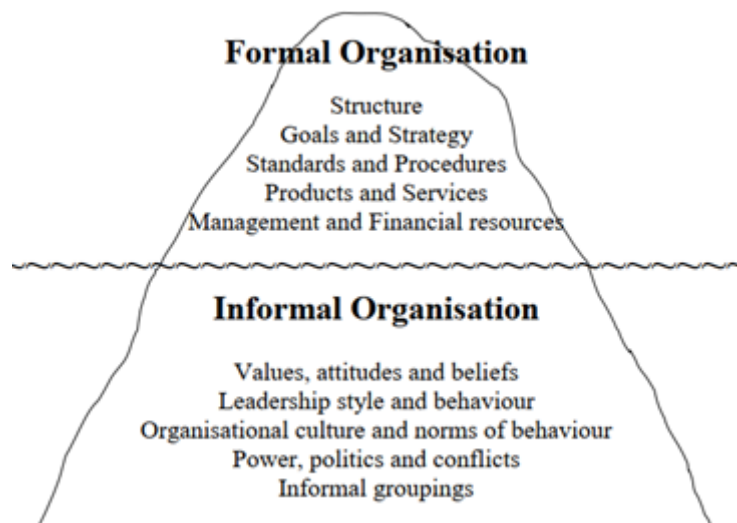 Formal Organisation
Structure
Goals and Strategy
Standards and Procedures
Products and Services
Management and Financial resources
Informal Organisation
Values, attitudes and beliefs
Leadership style and behaviour
Organisational culture and norms of behaviour
Power, politics and conflicts
Informal groupings